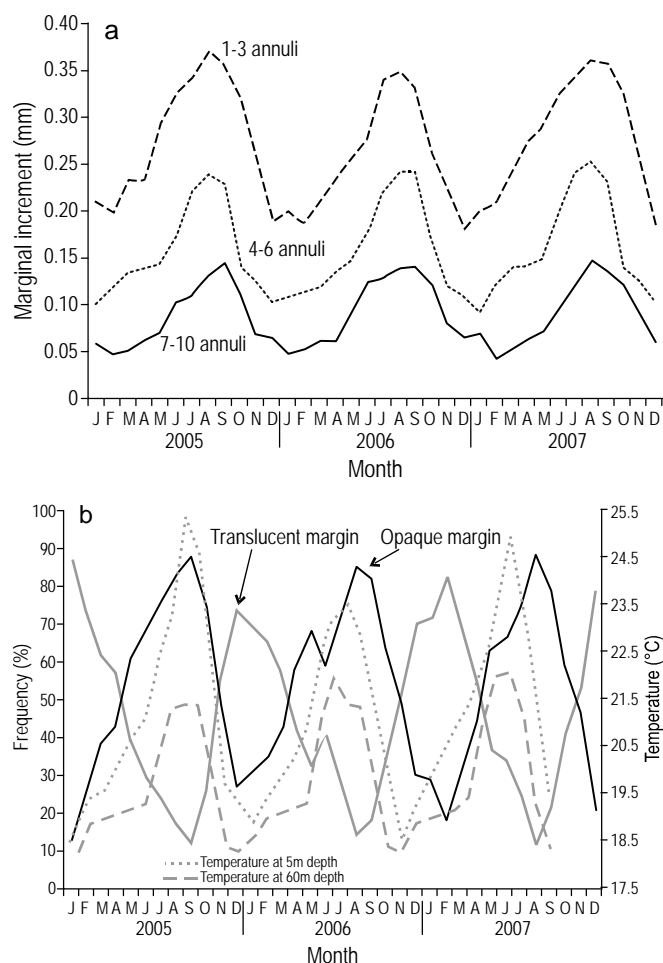 a
0.40
0.35
0.30
0.25
0.20
0.15
0.10
0.05
0
Marginal increment (mm)
1-3 annuli
4-6 annuli
7-10 annuli
J F M A M J J A S O N D J F M A M J J A S O N D J F M A M J J A S O N D
2005 2006 2007
Month
b
100
90
80
70
60
50
40
30
20
10
0
Frequency (%)
Translucent margin
Opaque margin
25.5
24.5
23.5
22.5
21.5
20.5
19.5
18.5
17.5
Temperature (°C)
Temperature at 5m depth
Temperature at 60m depth
J F M A M J J A S O N D J F M A M J J A S O N D J F M A M J J A S O N D
2005 2006 2007
Month